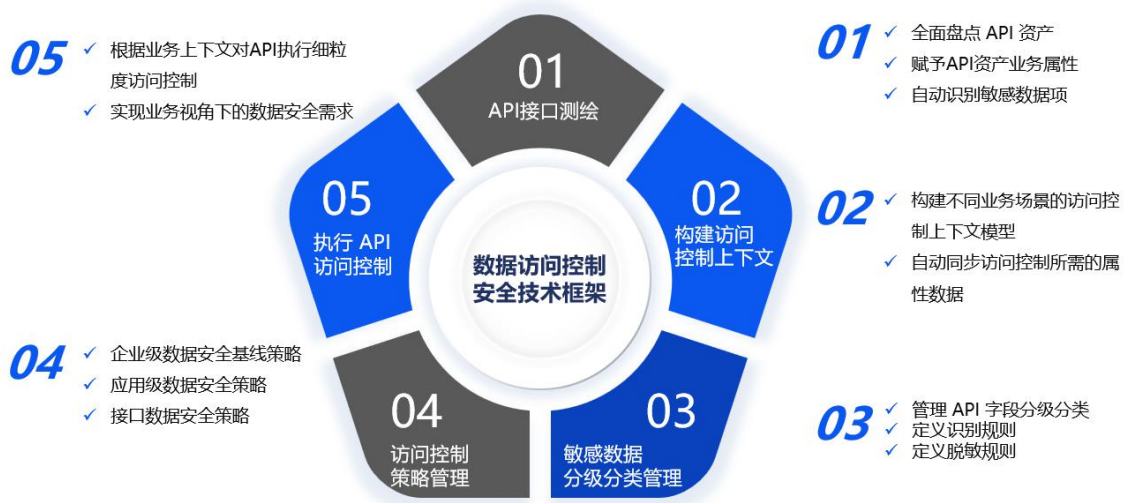 05
根据业务上下文对API执行细粒
度访问控制
实现业务视角下的数据安全需求
01
全面盘点 API 资产
赋予API资产业务属性
自动识别敏感数据项
01
API接口测绘
05
执行 API
访问控制
02
构建访问
控制上下文
数据访问控制
安全技术框架
02
构建不同业务场景的访问控
制上下文模型
自动同步访问控制所需的属
性数据
04
企业级数据安全基线策略
应用级数据安全策略
接口数据安全策略
04
访问控制
策略管理
03
敏感数据
分级分类管理
03
管理 API 字段分级分类
定义识别规则
定义脱敏规则